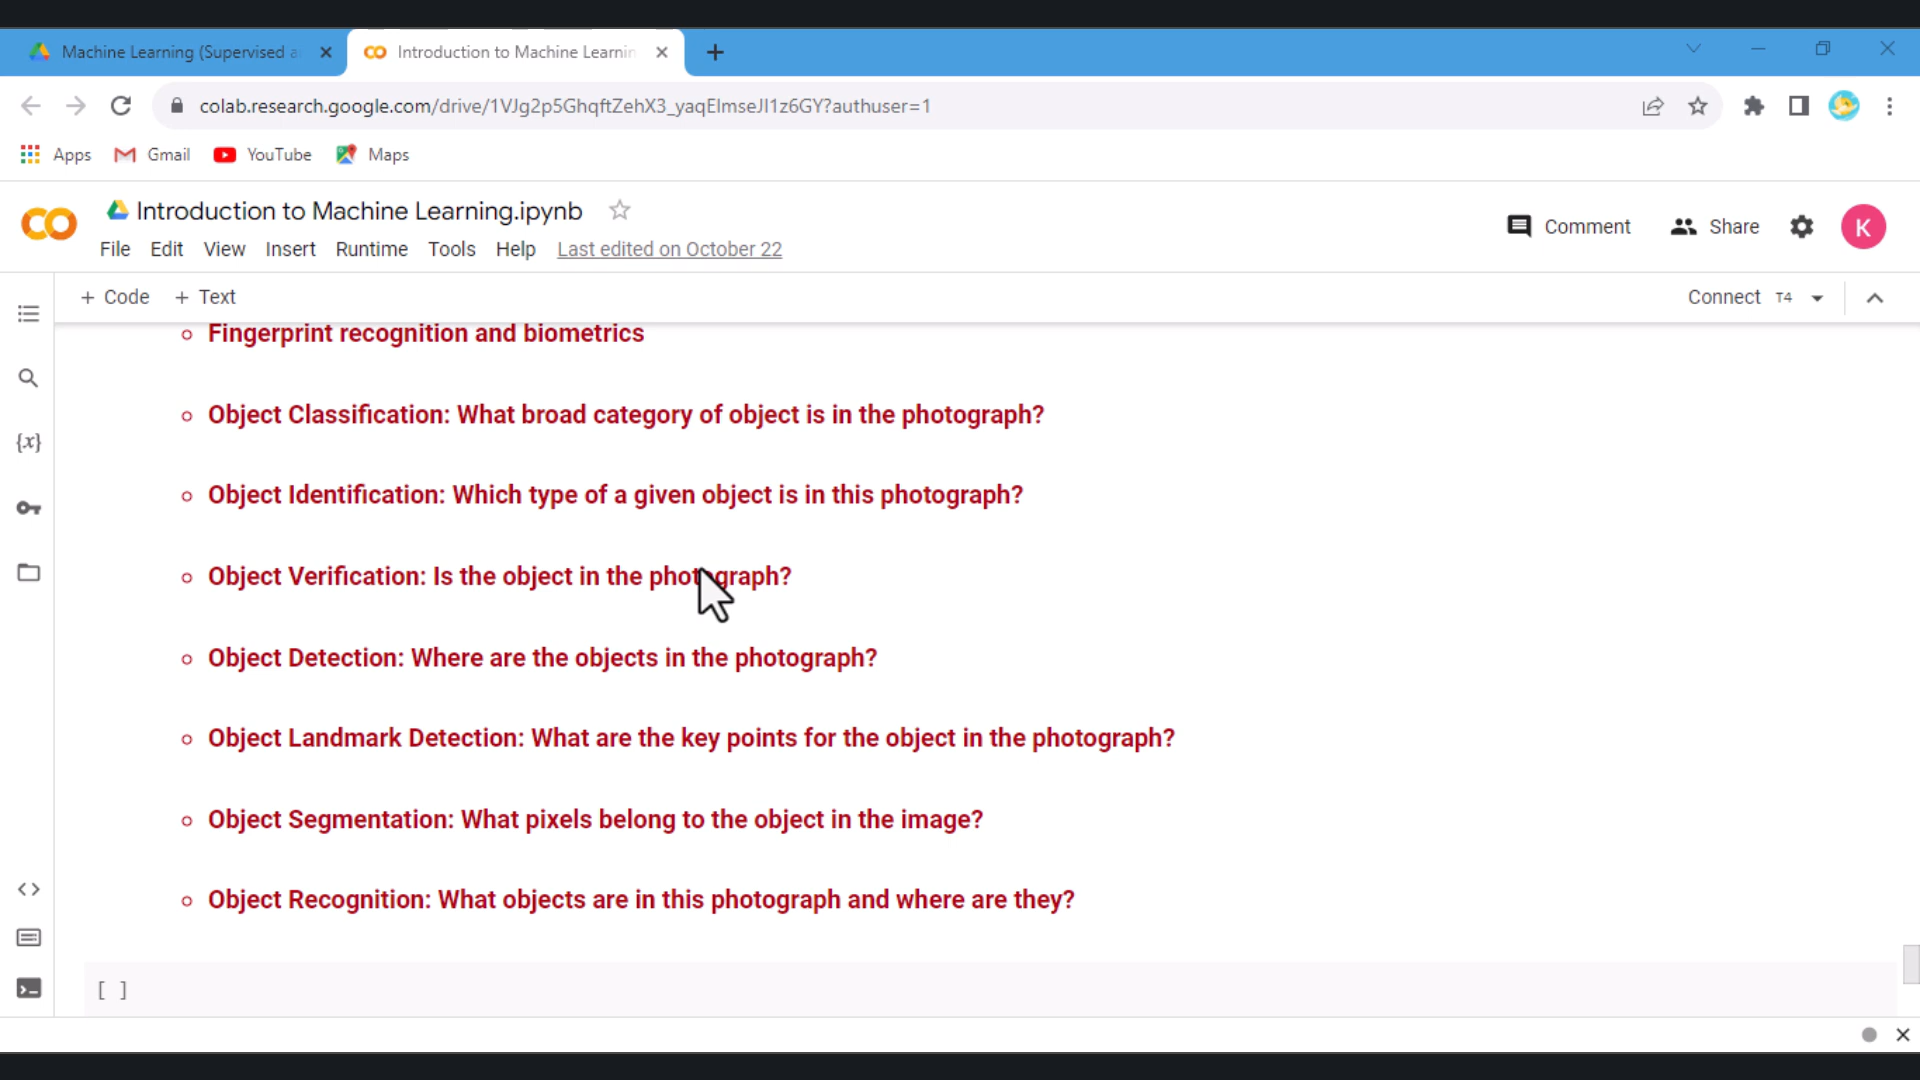 Machine Learning (Supervised a
Introduction to Machine Learnin
colab.research.google.com/drive/1VJg2p5GhqftZehX3_yaqElmseJl1z6GY?authuser=1
Apps Gmail YouTube Maps
Introduction to Machine Learning.ipynb
Comment Share K
File Edit View Insert Runtime Tools Help Last edited on October 22
+ Code + Text Connect T4
Fingerprint recognition and biometrics
Object Classification: What broad category of object is in the photograph?
{x}
Object Identification: Which type of a given object is in this photograph?
Object Verification: Is the object in the photograph?
Object Detection: Where are the objects in the photograph?
Object Landmark Detection: What are the key points for the object in the photograph?
Object Segmentation: What pixels belong to the object in the image?
Object Recognition: What objects are in this photograph and where are they?
[ ]